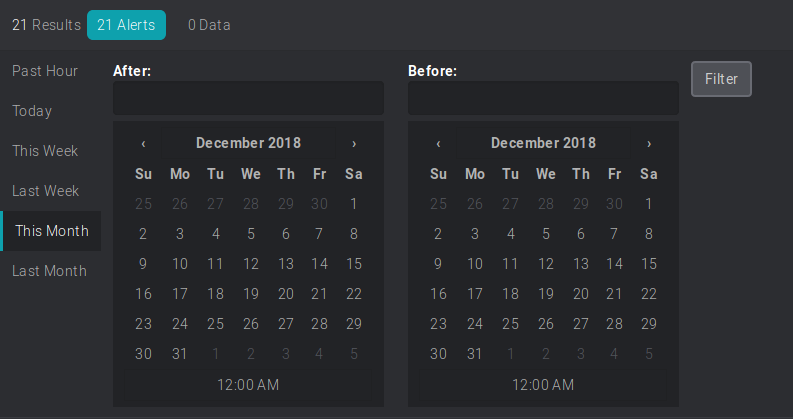 21 Results 21 Alerts 0 Data
Past Hour
Today
This Week
Last Week
This Month
Last Month
After:
‹ December 2018 ›
Su Mo Tu We Th Fr Sa
25 26 27 28 29 30 1
2 3 4 5 6 7 8
9 10 11 12 13 14 15
16 17 18 19 20 21 22
23 24 25 26 27 28 29
30 31 1 2 3 4 5
12:00 AM
Before:
‹ December 2018 ›
Su Mo Tu We Th Fr Sa
25 26 27 28 29 30 1
2 3 4 5 6 7 8
9 10 11 12 13 14 15
16 17 18 19 20 21 22
23 24 25 26 27 28 29
30 31 1 2 3 4 5
12:00 AM
Filter